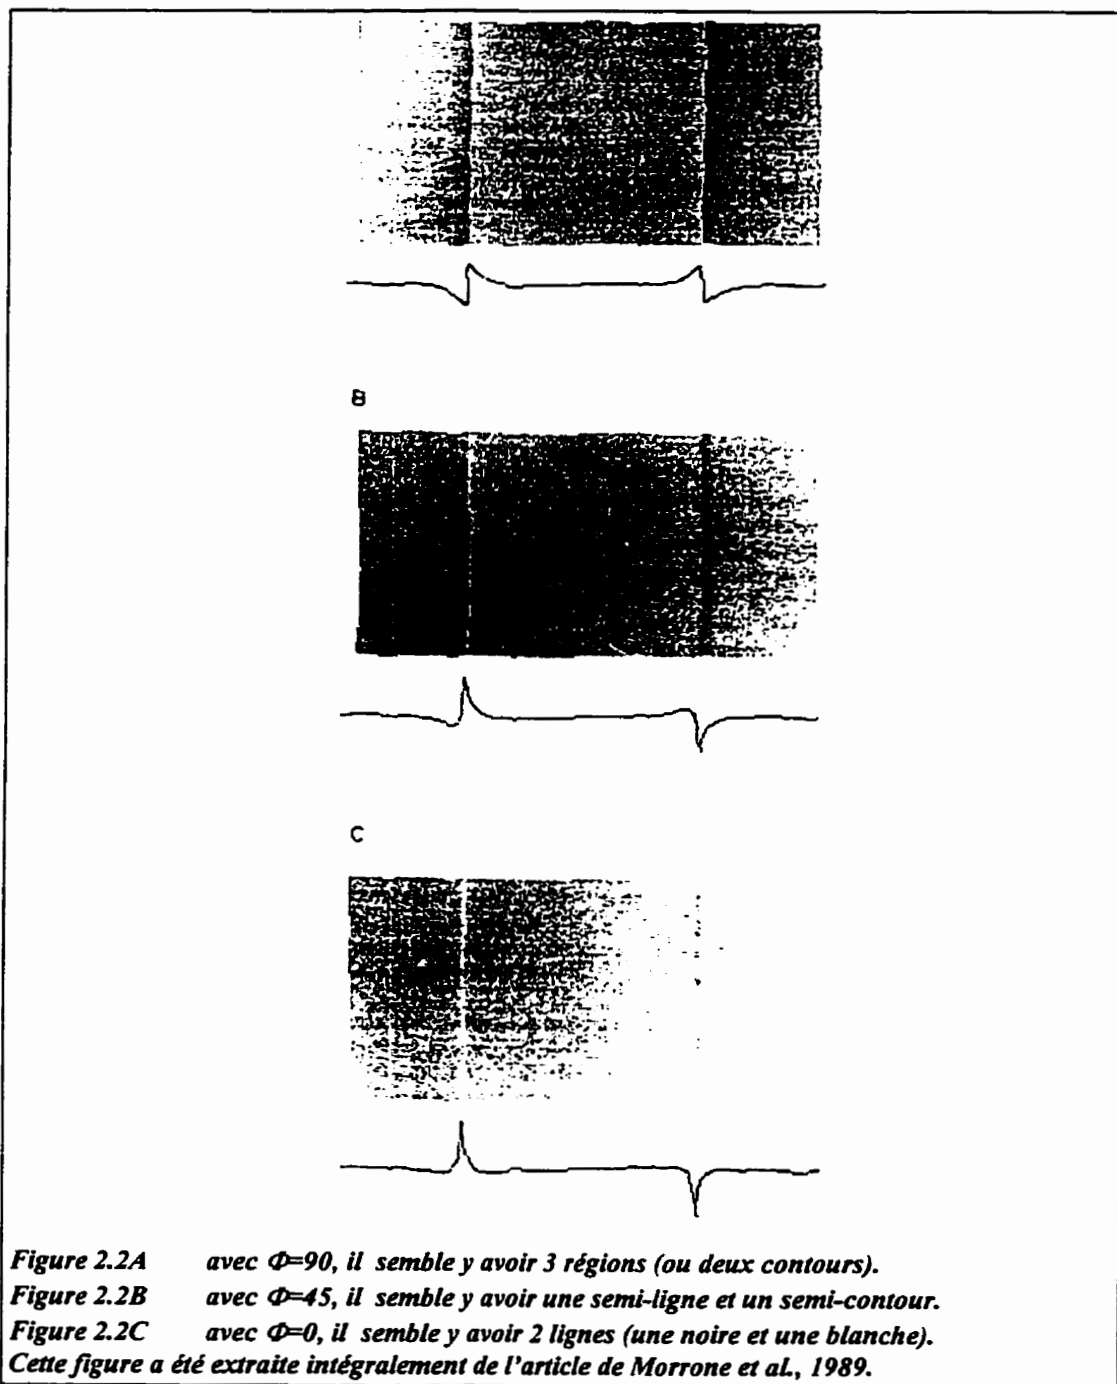 B
C
Figure 2.2A avec Φ=90, il semble y avoir 3 régions (ou deux contours).
Figure 2.2B avec Φ=45, il semble y avoir une semi-ligne et un semi-contour.
Figure 2.2C avec Φ=0, il semble y avoir 2 lignes (une noire et une blanche).
Cette figure a été extraite intégralement de l'article de Morrone et al., 1989.